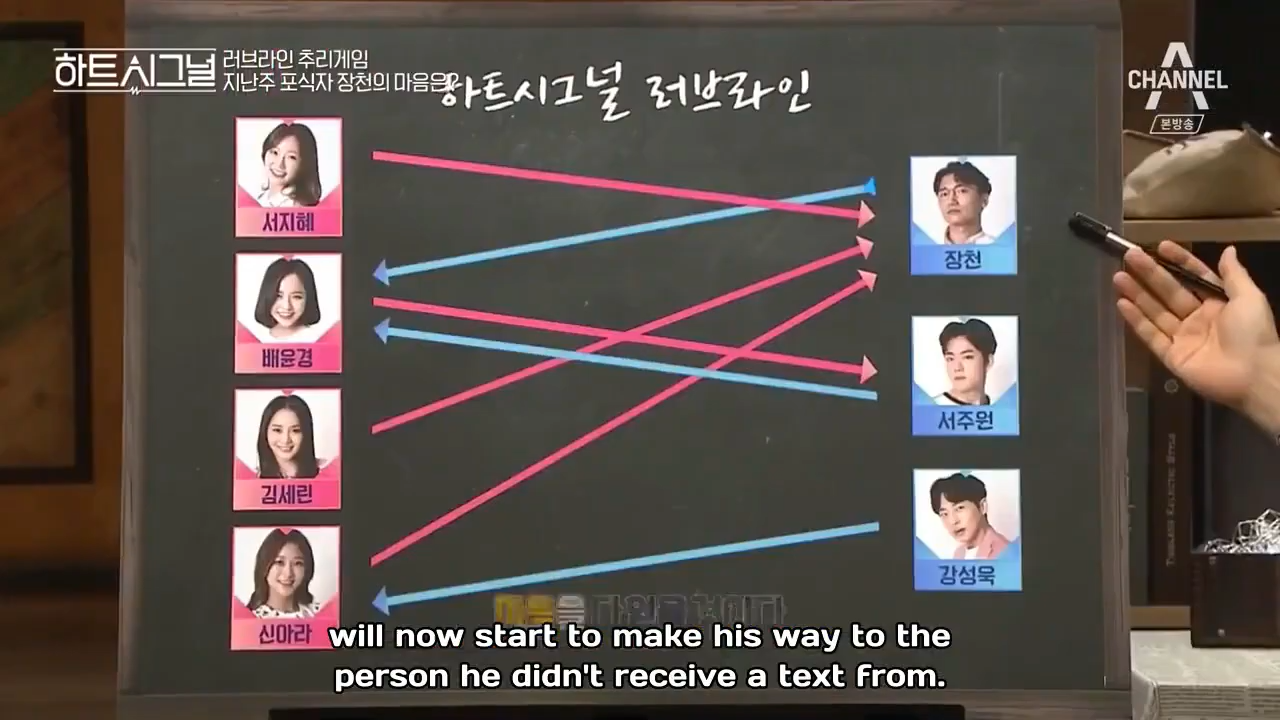 하트시그널
러브라인 추리게임
지난주 포식자 장천의 마음은?
CHANNEL
본방송
하트시그널 러브라인
서지혜
배윤경
김세린
신아라
장천
서주원
강성욱
will now start to make his way to the
person he didn't receive a text from.